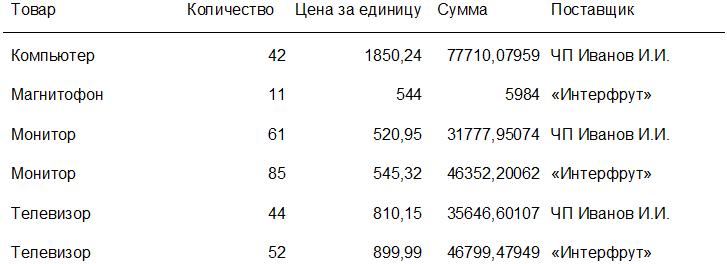 Товар Количество Цена за единицу Сумма Поставщик
Компьютер 42 1850,24 77710,07959 ЧП Иванов И.И.
Магнитофон 11 544 5984 «Интерфрут»
Монитор 61 520,95 31777,95074 ЧП Иванов И.И.
Монитор 85 545,32 46352,20062 «Интерфрут»
Телевизор 44 810,15 35646,60107 ЧП Иванов И.И.
Телевизор 52 899,99 46799,47949 «Интерфрут»